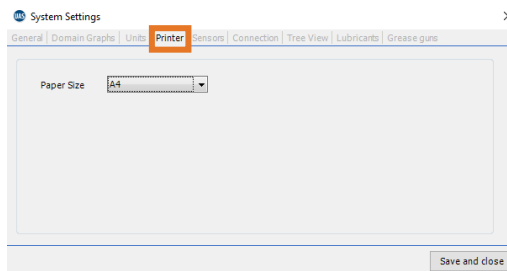 UAS System Settings
General Domain Graphs Units Printer Sensors Connection Tree View Lubricants Grease guns
Paper Size A4
Save and close